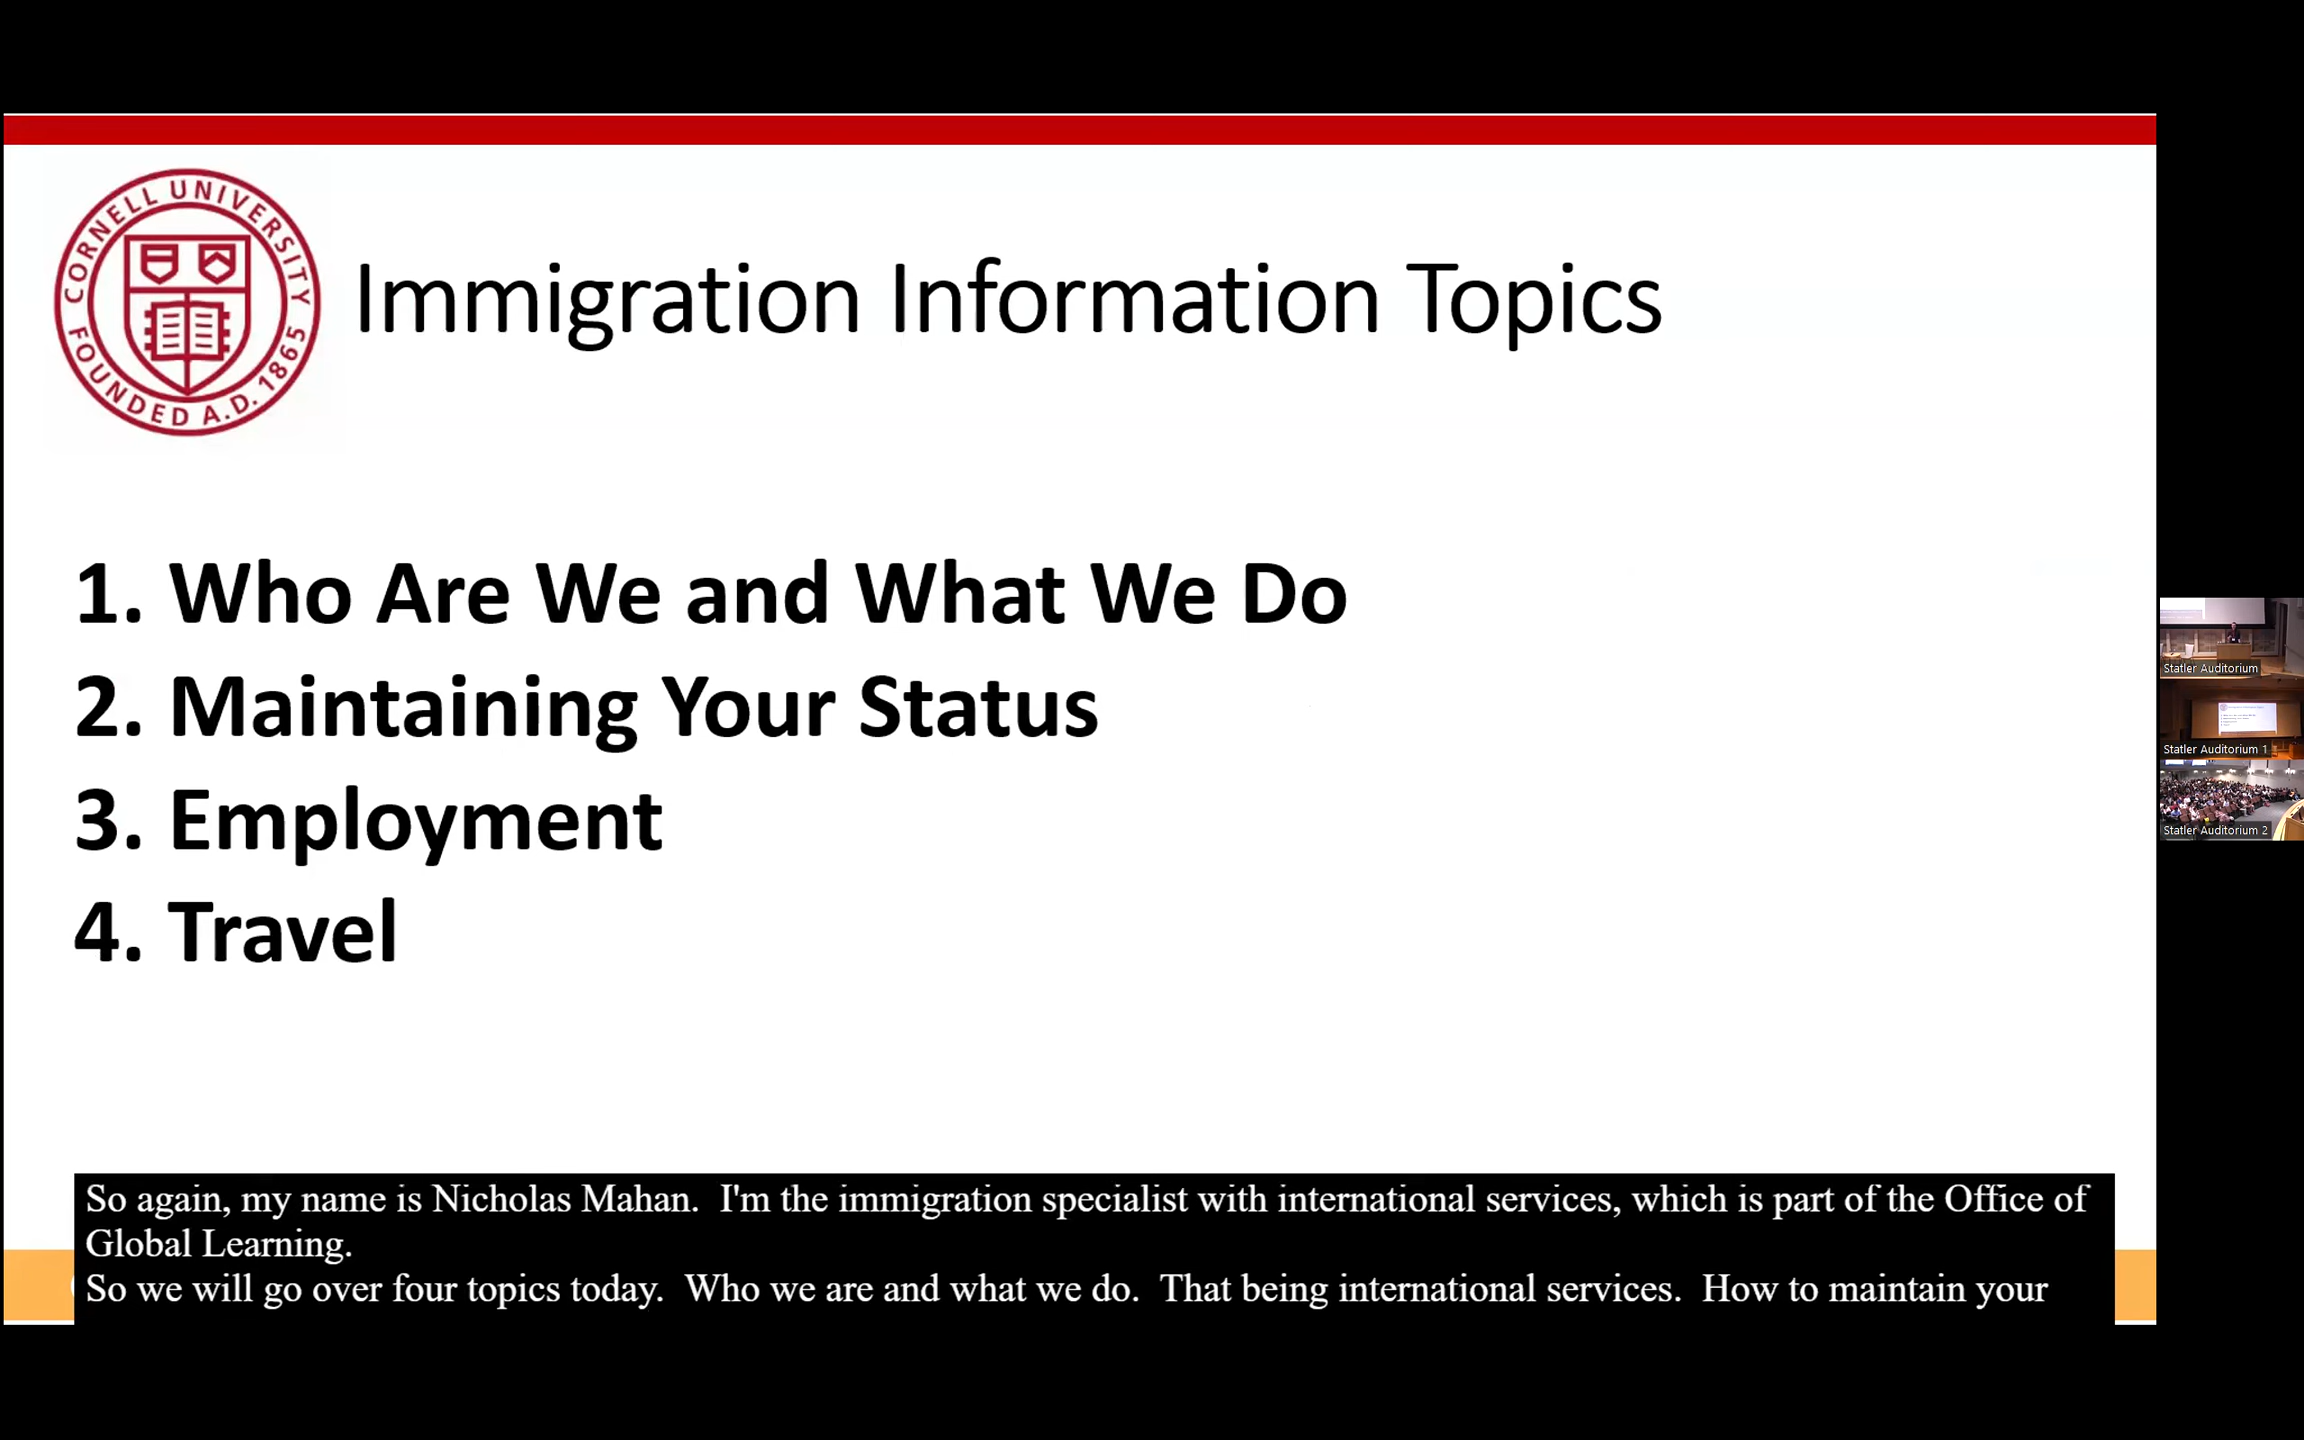 CORNELL UNIVERSITY
FOUNDED A.D. 1865
Immigration Information Topics
1. Who Are We and What We Do
2. Maintaining Your Status
3. Employment
4. Travel
So again, my name is Nicholas Mahan.  I'm the immigration specialist with international services, which is part of the Office of
Global Learning.
So we will go over four topics today.  Who we are and what we do.  That being international services.  How to maintain your
Statler Auditorium
Statler Auditorium 1
Statler Auditorium 2